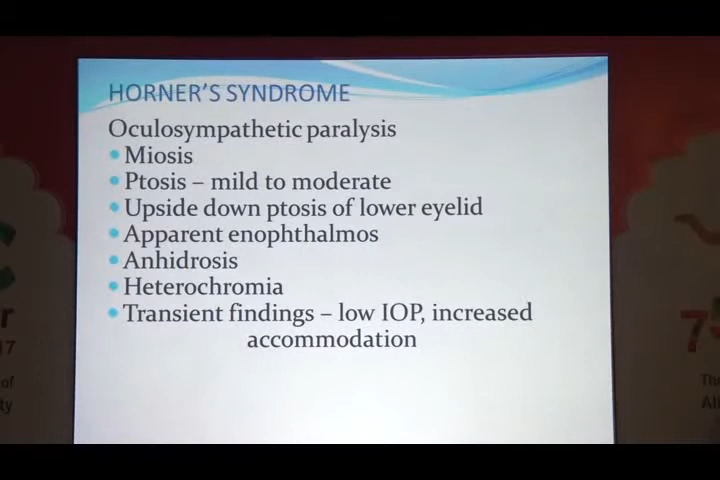 HORNER'S SYNDROME
Oculosympathetic paralysis
Miosis
Ptosis – mild to moderate
Upside down ptosis of lower eyelid
Apparent enophthalmos
Anhidrosis
Heterochromia
Transient findings – low IOP, increased
accommodation